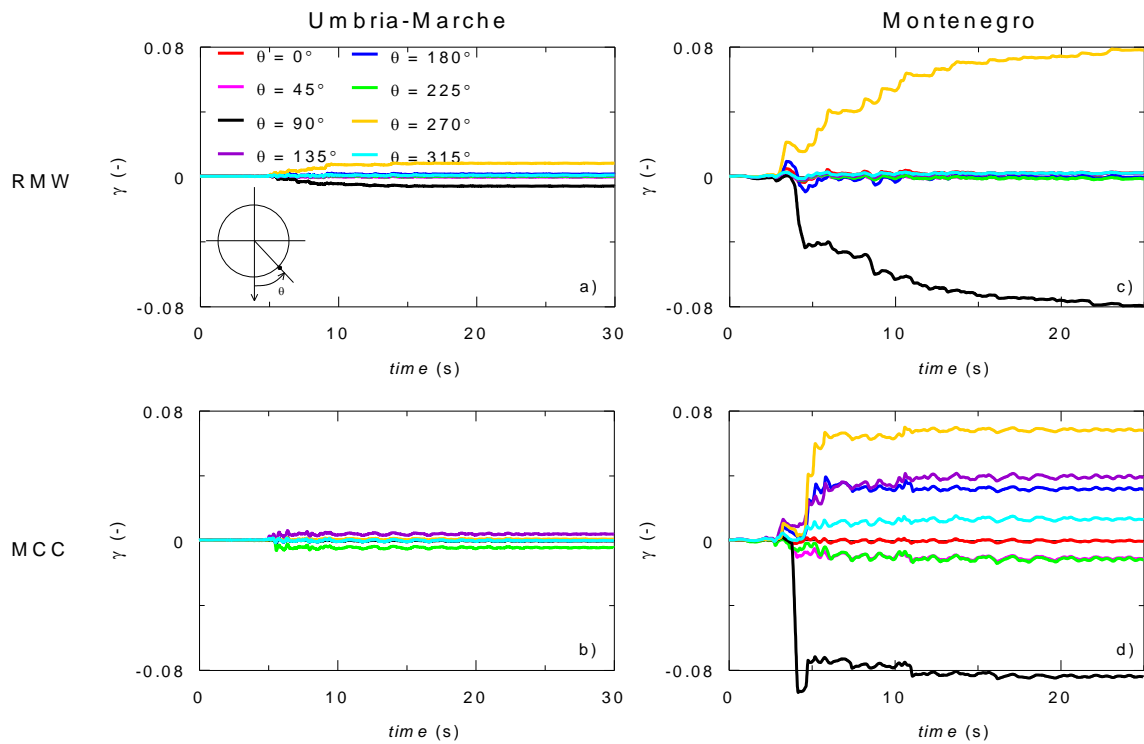 Umbria-Marche
Montenegro
RMW
0.08
0
-0.08
γ (-)
θ = 0°
θ = 180°
θ = 45°
θ = 225°
θ = 90°
θ = 270°
θ = 135°
θ = 315°
θ
a)
0 10 20 30
time (s)
0.08
0
-0.08
γ (-)
c)
0 5 10 20
time (s)
MCC
0.08
0
-0.08
γ (-)
b)
0 10 20 30
time (s)
0.08
0
-0.08
γ (-)
d)
0 5 10 20
time (s)